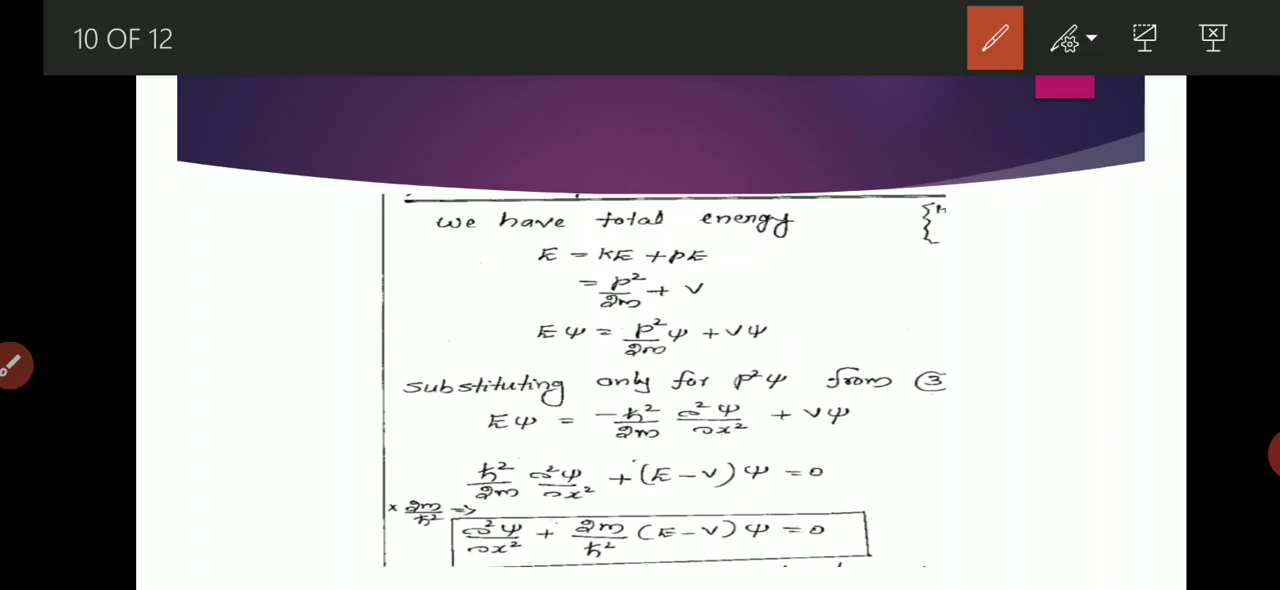 10 OF 12
we have total energy
E = KE + PE
= p²/2m + V
Eψ = p²/2m ψ + Vψ
substituting only for p²ψ from ③
Eψ = -ħ²/2m ∂²ψ/∂x² + Vψ
ħ²/2m ∂²ψ/∂x² + (E - V) ψ = 0
× 2m/ħ² ⇒
∂²ψ/∂x² + 2m/ħ² (E - V) ψ = 0